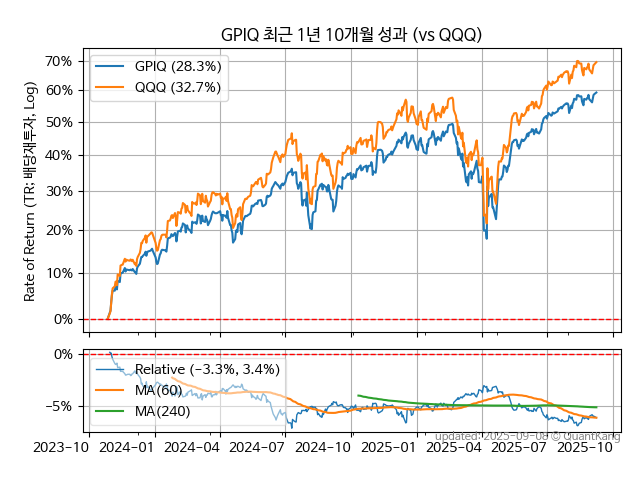 GPIQ 최근 1년 10개월 성과 (vs QQQ)
Rate of Return (TR: 배당재투자, Log)
70%
60%
50%
40%
30%
20%
10%
0%
GPIQ (28.3%)
QQQ (32.7%)
0%
−5%
Relative (−3.3%, 3.4%)
MA(60)
MA(240)
updated: 2025-09-08 © QuantKang
2023−10 2024−01 2024−04 2024−07 2024−10 2025−01 2025−04 2025−07 2025−10